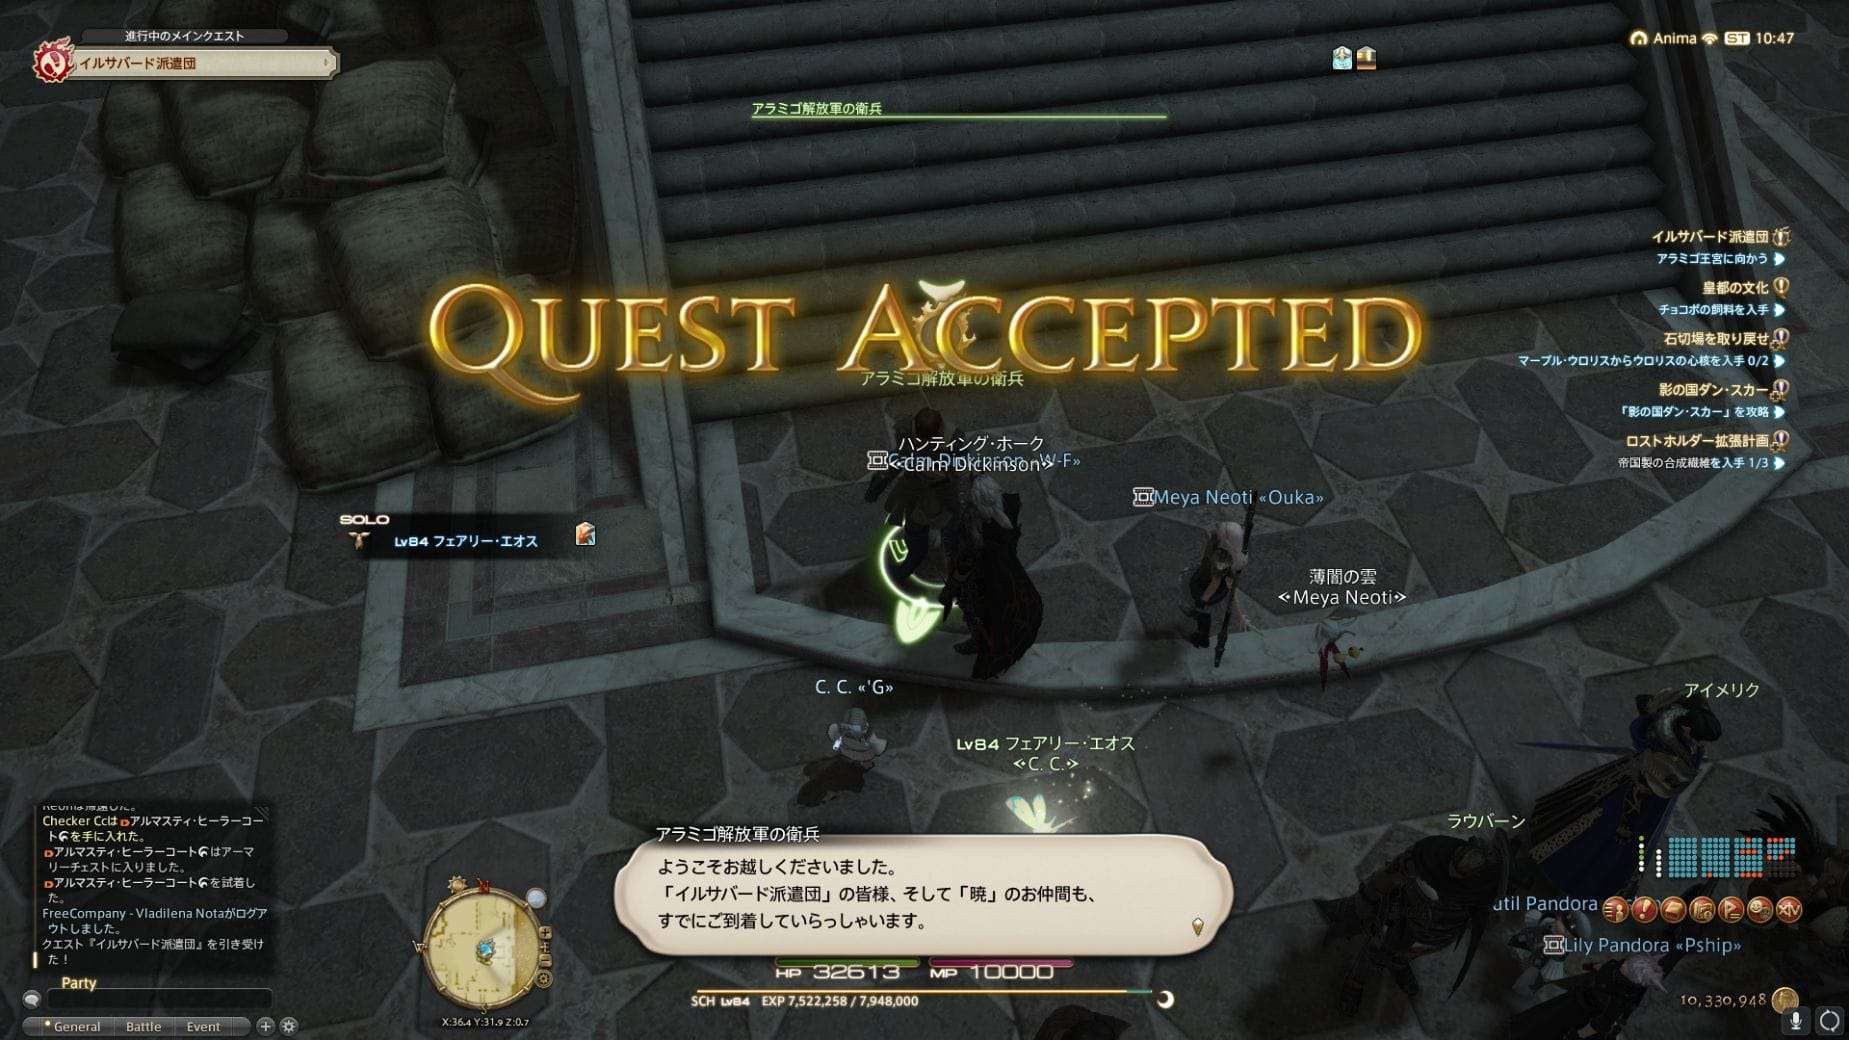 進行中のメインクエスト
イルサバード派遣団
アラミゴ解放軍の衛兵
Anima ST 10:47
イルサバード派遣団
アラミゴ王宮に向かう
皇都の文化
チョコボの飼料を入手
石切場を取り戻せ
マーブル・ウロリスからウロリスの心核を入手 0/2
影の国ダン・スカー
「影の国ダン・スカー」を攻略
ロストホルダー拡張計画
帝国製の合成繊維を入手 1/3
QUEST ACCEPTED
アラミゴ解放軍の衛兵
ハンティング・ホーク
Calm Dickinson «W-F»
«Calm Dickinson»
Meya Neoti «Ouka»
SOLO
Lv84 フェアリー・エオス
薄闇の雲
«Meya Neoti»
C. C. «'G»
アイメリク
Lv84 フェアリー・エオス
«C. C.»
ラウバーン
アラミゴ解放軍の衛兵
ようこそお越しくださいました。
「イルサバード派遣団」の皆様、そして「暁」のお仲間も、
すでにご到着していらっしゃいます。
Checker Ccは アルマスティ・ヒーラーコー
トを手に入れた。
アルマスティ・ヒーラーコートはアーマ
リーチェストに入りました。
アルマスティ・ヒーラーコートを試着し
た。
FreeCompany - Vladilena Notaがログア
ウトしました。
クエスト『イルサバード派遣団』を引き受け
た！
Party
General Battle Event
N
X:36.4 Y:31.9 Z:0.7
HP 32613 MP 10000
SCH Lv84 EXP 7,522,258 / 7,948,000
Pandora
XIV
Lily Pandora «Pship»
10,330,948